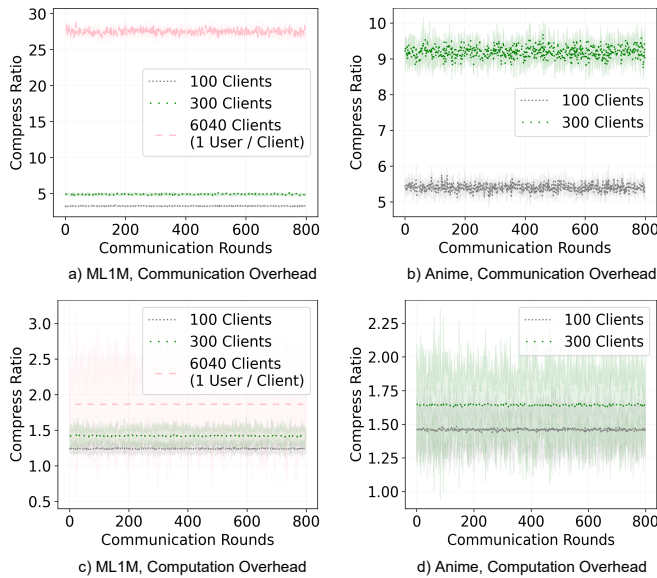 30
25
20
15
10
5
Compress Ratio
100 Clients
300 Clients
6040 Clients
(1 User / Client)
0 200 400 600 800
Communication Rounds
a) ML1M, Communication Overhead
10
9
8
7
6
5
Compress Ratio
100 Clients
300 Clients
0 200 400 600 800
Communication Rounds
b) Anime, Communication Overhead
3.0
2.5
2.0
1.5
1.0
0.5
Compress Ratio
100 Clients
300 Clients
6040 Clients
(1 User / Client)
0 200 400 600 800
Communication Rounds
c) ML1M, Computation Overhead
2.25
2.00
1.75
1.50
1.25
1.00
Compress Ratio
100 Clients
300 Clients
0 200 400 600 800
Communication Rounds
d) Anime, Computation Overhead